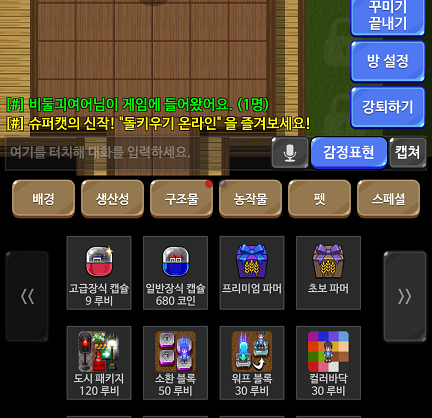 꾸미기
끝내기
방 설정
강퇴하기
[#] 비둘긔여어님이 게임에 들어왔어요. (1명)
[#] 슈퍼캣의 신작! "돌키우기 온라인" 을 즐겨보세요!
여기를 터치해 대화를 입력하세요.
감정표현
캡쳐
배경
생산성
구조물
농작물
펫
스페셜
고급장식 캡슐
9 루비
일반장식 캡슐
680 코인
프리미엄 파머
초보 파머
도시 패키지
120 루비
소환 블록
50 루비
워프 블록
30 루비
컬러바닥
30 루비